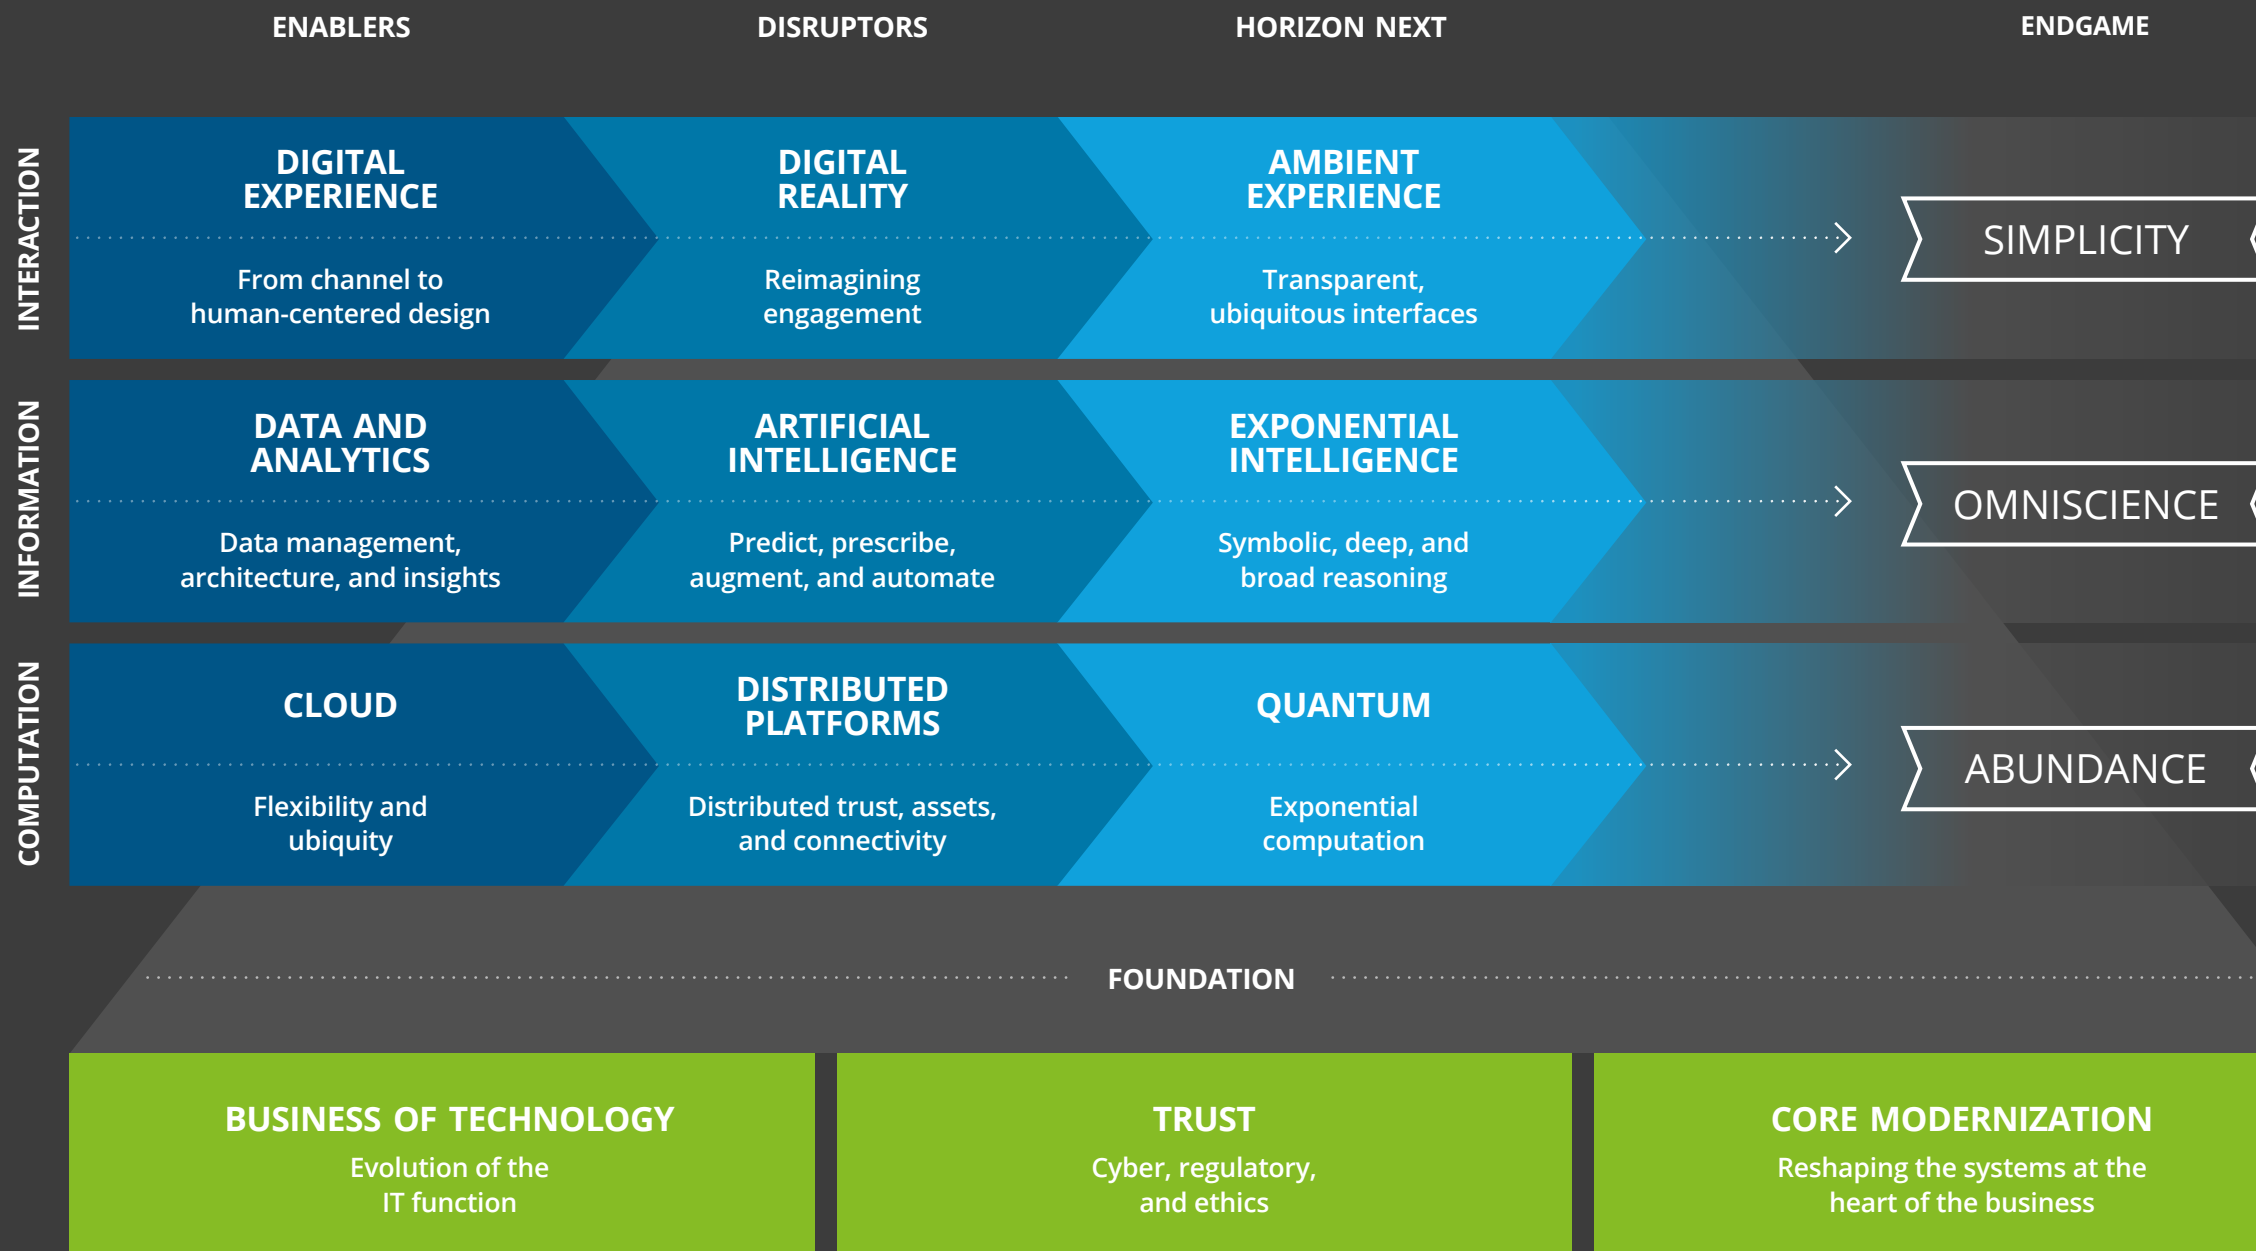 ENABLERS
DISRUPTORS
HORIZON NEXT
ENDGAME
INTERACTION
DIGITAL
EXPERIENCE
From channel to
human-centered design
DIGITAL
REALITY
Reimagining
engagement
AMBIENT
EXPERIENCE
Transparent,
ubiquitous interfaces
SIMPLICITY
INFORMATION
DATA AND
ANALYTICS
Data management,
architecture, and insights
ARTIFICIAL
INTELLIGENCE
Predict, prescribe,
augment, and automate
EXPONENTIAL
INTELLIGENCE
Symbolic, deep, and
broad reasoning
OMNISCIENCE
COMPUTATION
CLOUD
Flexibility and
ubiquity
DISTRIBUTED
PLATFORMS
Distributed trust, assets,
and connectivity
QUANTUM
Exponential
computation
ABUNDANCE
FOUNDATION
BUSINESS OF TECHNOLOGY
Evolution of the
IT function
TRUST
Cyber, regulatory,
and ethics
CORE MODERNIZATION
Reshaping the systems at the
heart of the business